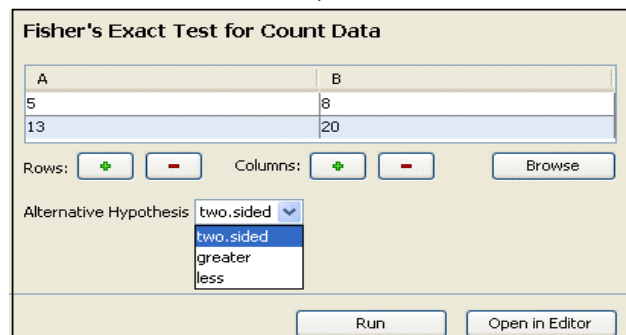 Fisher's Exact Test for Count Data
A B
5 8
13 20
Rows: + - Columns: + - Browse
Alternative Hypothesis two.sided
two.sided
greater
less
Run Open in Editor